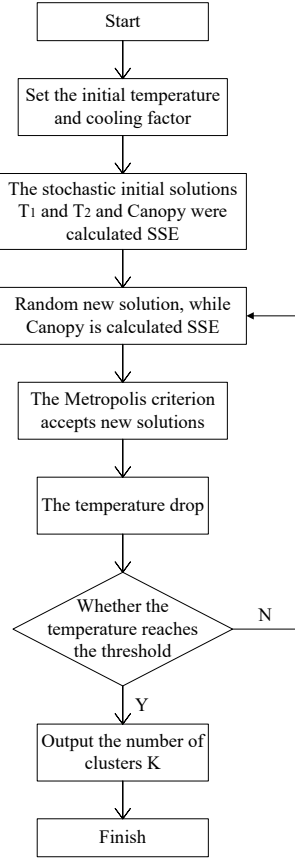 Start
Set the initial temperature
and cooling factor
The stochastic initial solutions
T1 and T2 and Canopy were
calculated SSE
Random new solution, while
Canopy is calculated SSE
The Metropolis criterion
accepts new solutions
The temperature drop
Whether the
temperature reaches
the threshold
N
Y
Output the number of
clusters K
Finish